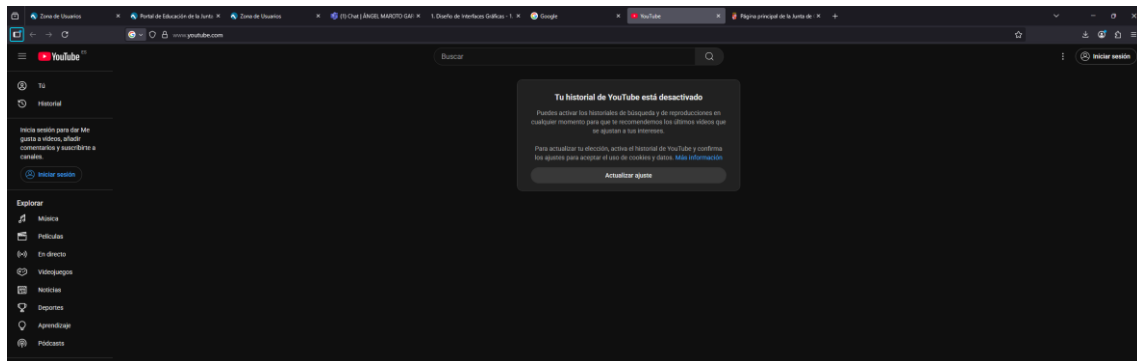 Zona de Usuarios
Portal de Educación de la Junta
Zona de Usuarios
(1) Chat | ÁNGEL MAROTO GAR
1. Diseño de Interfaces Gráficas - 1.
Google
YouTube
Página principal de la Junta de
www.youtube.com
YouTube ES
Buscar
Iniciar sesión
Tú
Historial
Inicia sesión para dar Me
gusta a vídeos, añadir
comentarios y suscribirte a
canales.
Iniciar sesión
Explorar
Música
Películas
En directo
Videojuegos
Noticias
Deportes
Aprendizaje
Pódcasts
Tu historial de YouTube está desactivado
Puedes activar los historiales de búsqueda y de reproducciones en
cualquier momento para que te recomendemos los últimos vídeos que
se ajustan a tus intereses.
Para actualizar tu elección, activa el historial de YouTube y confirma
los ajustes para aceptar el uso de cookies y datos. Más información
Actualizar ajuste